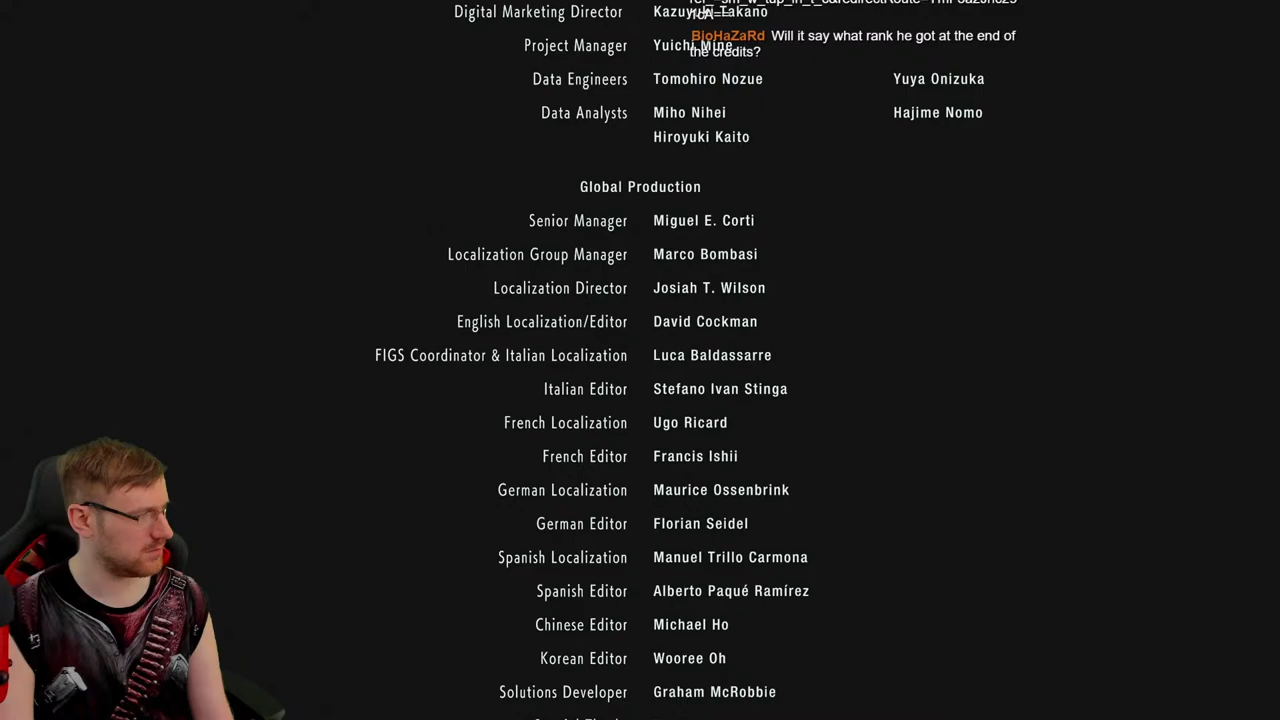 rCA==
Digital Marketing Director Kazuyuki Takano
BioHaZaRd Will it say what rank he got at the end of
the credits?
Project Manager Yuichi Mine
Data Engineers Tomohiro Nozue Yuya Onizuka
Data Analysts Miho Nihei Hajime Nomo
Hiroyuki Kaito
Global Production
Senior Manager Miguel E. Corti
Localization Group Manager Marco Bombasi
Localization Director Josiah T. Wilson
English Localization/Editor David Cockman
FIGS Coordinator & Italian Localization Luca Baldassarre
Italian Editor Stefano Ivan Stinga
French Localization Ugo Ricard
French Editor Francis Ishii
German Localization Maurice Ossenbrink
German Editor Florian Seidel
Spanish Localization Manuel Trillo Carmona
Spanish Editor Alberto Paqué Ramírez
Chinese Editor Michael Ho
Korean Editor Wooree Oh
Solutions Developer Graham McRobbie